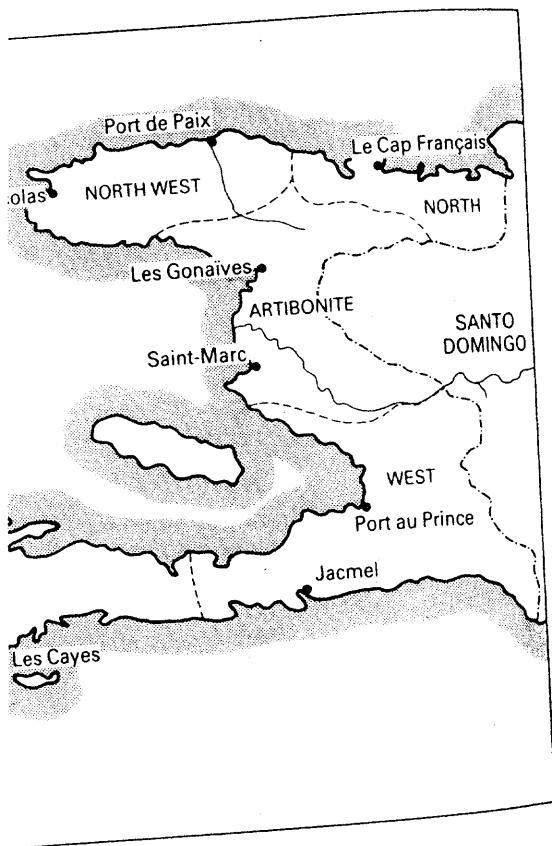 Port de Paix
Le Cap Français
olas
NORTH WEST
NORTH
Les Gonaïves
ARTIBONITE
SANTO
DOMINGO
Saint-Marc
WEST
Port au Prince
Jacmel
Les Cayes